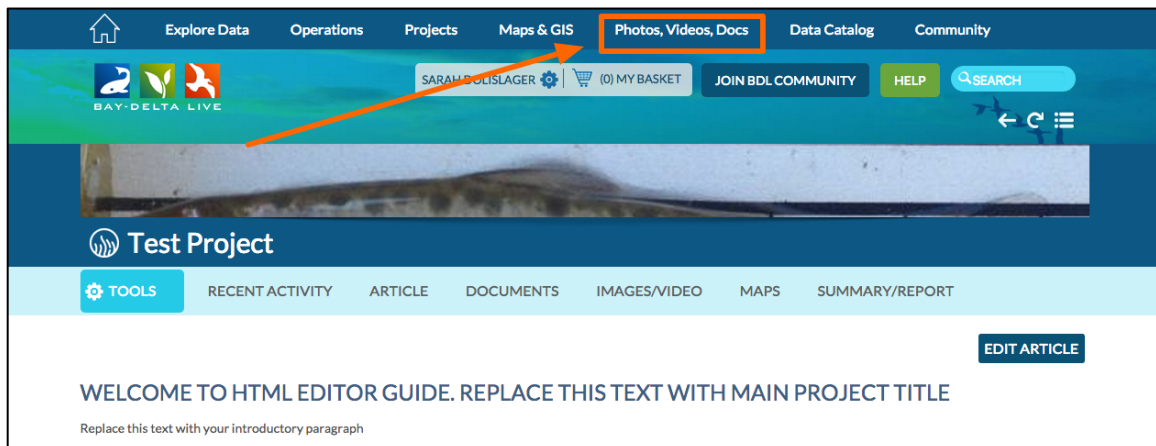 Explore Data Operations Projects Maps & GIS Photos, Videos, Docs Data Catalog Community
BAY-DELTA LIVE
SARAH DOLISLAGER (0) MY BASKET JOIN BDL COMMUNITY HELP SEARCH
Test Project
TOOLS RECENT ACTIVITY ARTICLE DOCUMENTS IMAGES/VIDEO MAPS SUMMARY/REPORT
EDIT ARTICLE
WELCOME TO HTML EDITOR GUIDE. REPLACE THIS TEXT WITH MAIN PROJECT TITLE
Replace this text with your introductory paragraph